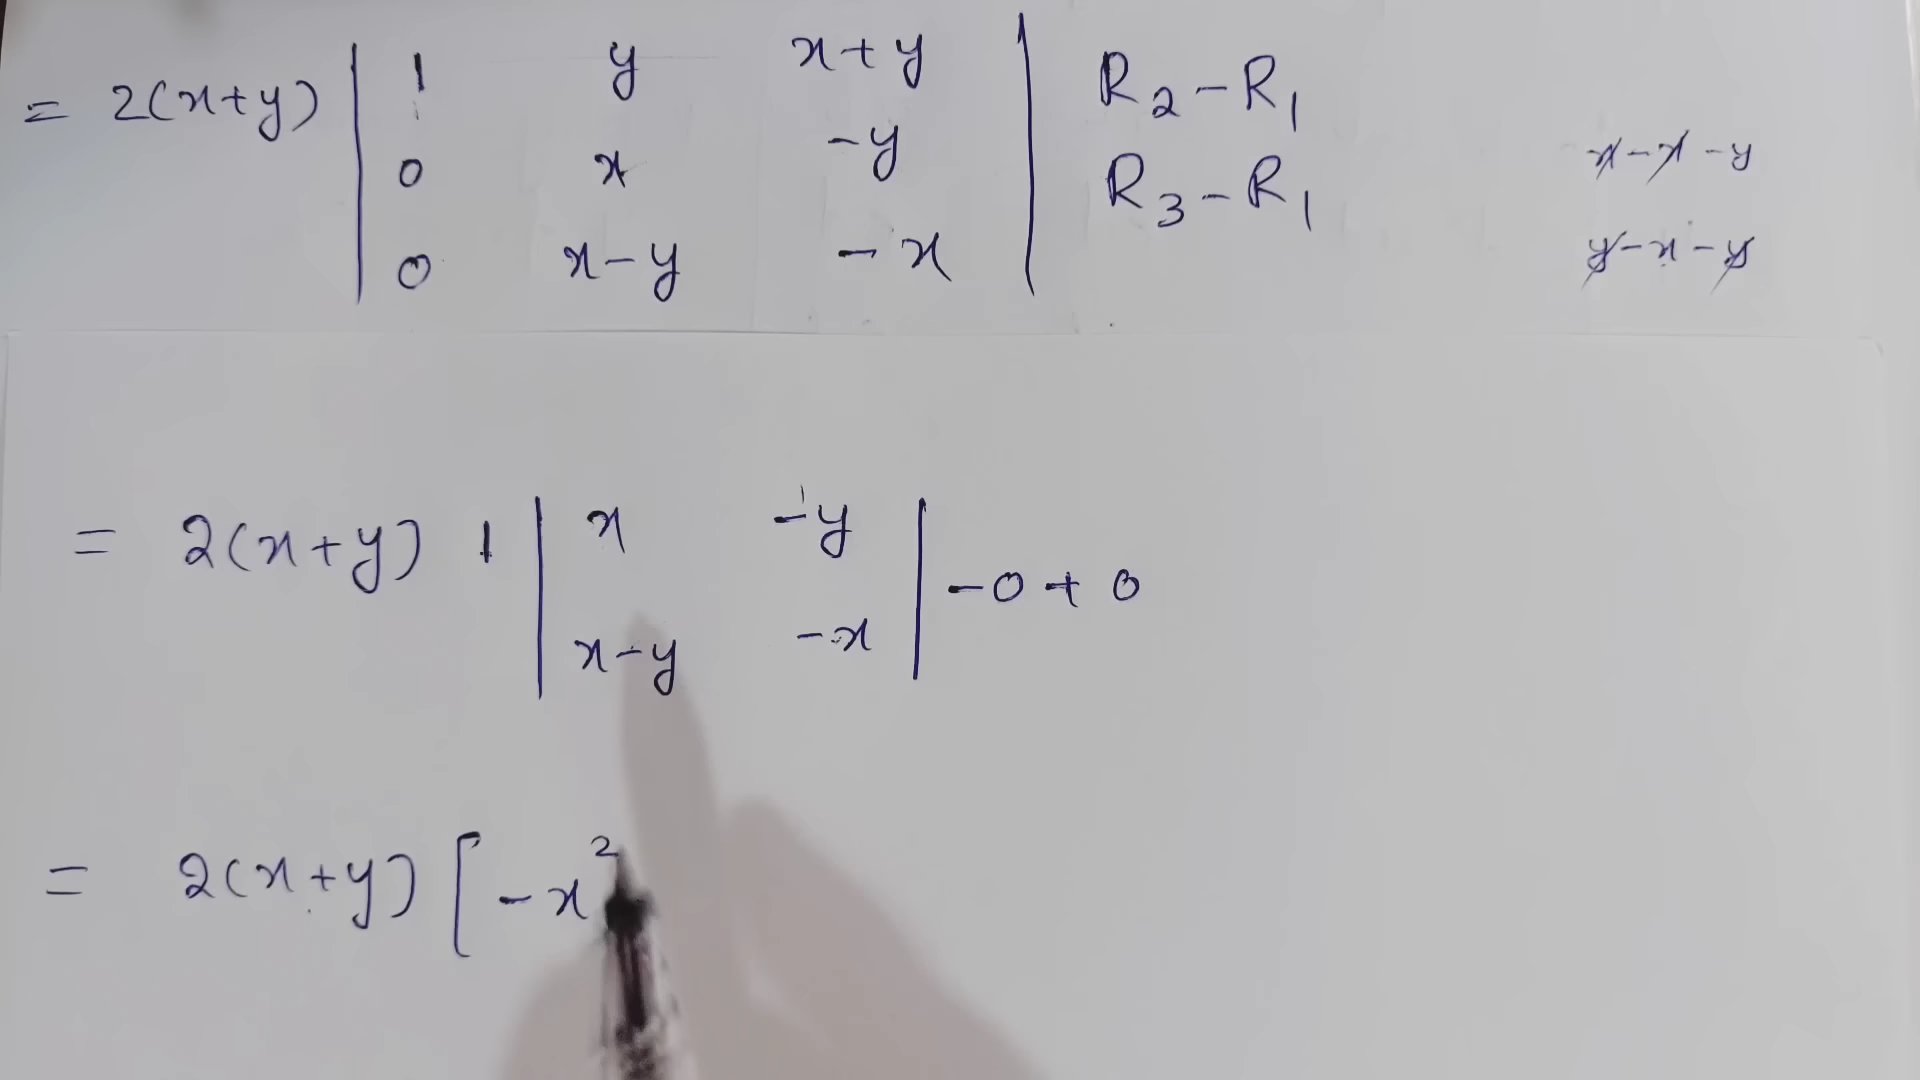 = 2(x+y) | 1 y x+y | R2-R1
0 x -y R3-R1
0 x-y -x
x-x-y
y-x-y
= 2(x+y) 1 | x -y | -0+0
x-y -x
= 2(x+y) [-x²